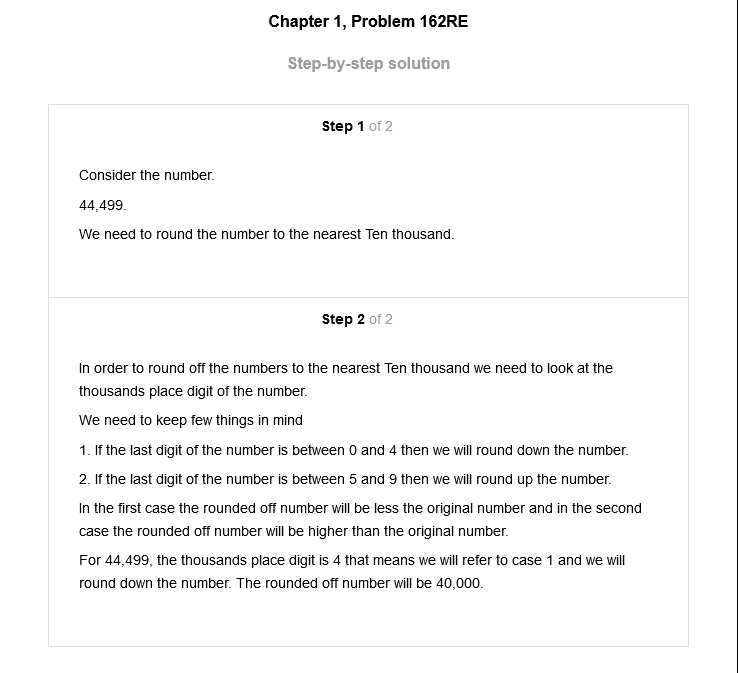 Chapter 1, Problem 162RE
Step-by-step solution
Step 1 of 2
Consider the number.
44,499.
We need to round the number to the nearest Ten thousand.
Step 2 of 2
In order to round off the numbers to the nearest Ten thousand we need to look at the
thousands place digit of the number.
We need to keep few things in mind
1. If the last digit of the number is between 0 and 4 then we will round down the number.
2. If the last digit of the number is between 5 and 9 then we will round up the number.
In the first case the rounded off number will be less the original number and in the second
case the rounded off number will be higher than the original number.
For 44,499, the thousands place digit is 4 that means we will refer to case 1 and we will
round down the number. The rounded off number will be 40,000.